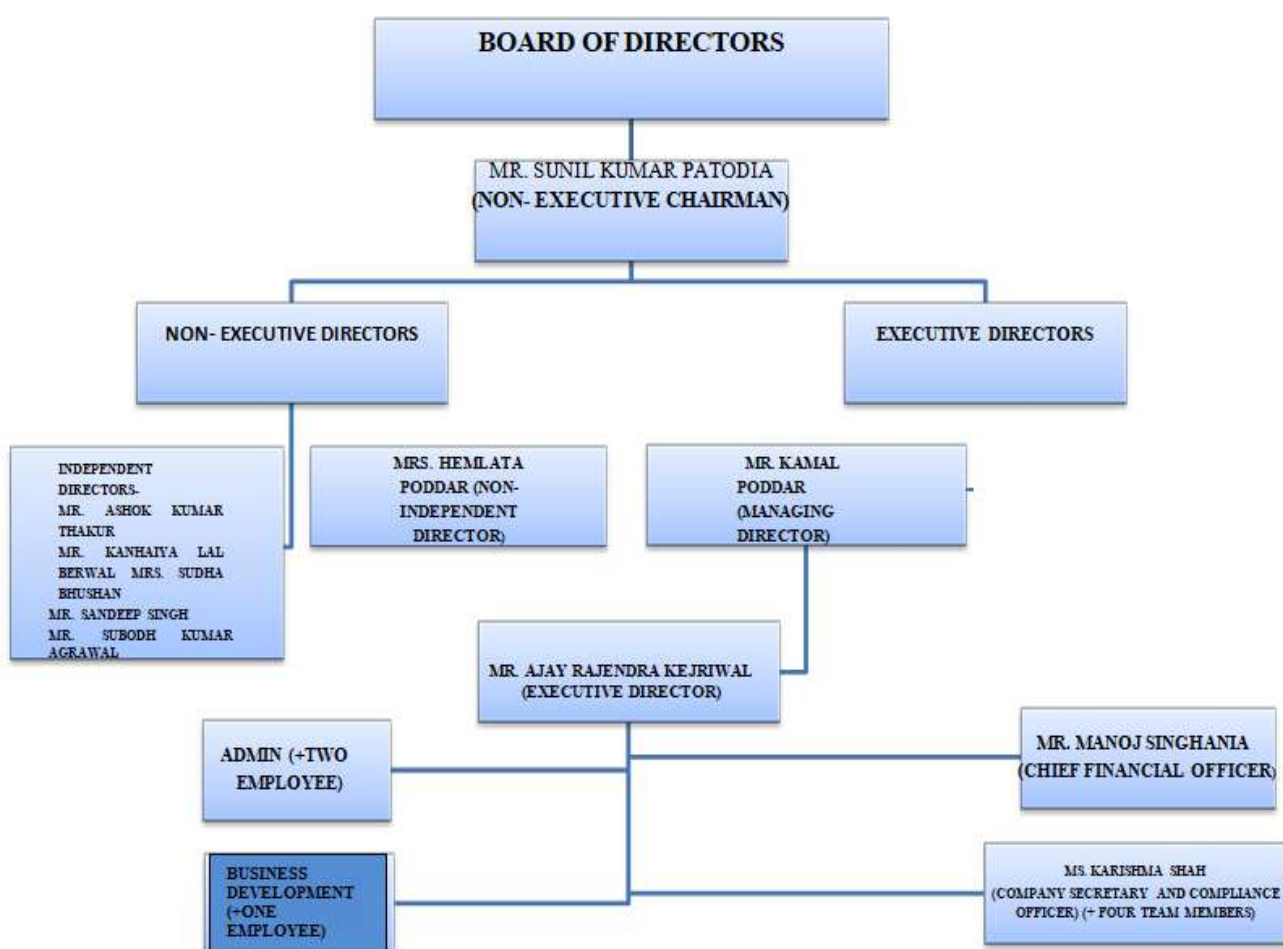 BOARD OF DIRECTORS
MR. SUNIL KUMAR PATODIA
(NON- EXECUTIVE CHAIRMAN)
NON- EXECUTIVE DIRECTORS
EXECUTIVE DIRECTORS
INDEPENDENT
DIRECTORS-
MR. ASHOK KUMAR
THAKUR
MR. KANHAIYA LAL
BERWAL MRS. SUDHA
BHUSHAN
MR. SANDEEP SINGH
MR. SUBODH KUMAR
AGRAWAL
MRS. HEMLATA
PODDAR (NON-
INDEPENDENT
DIRECTOR)
MR. KAMAL
PODDAR
(MANAGING
DIRECTOR)
MR. AJAY RAJENDRA KEJRIWAL
(EXECUTIVE DIRECTOR)
ADMIN (+TWO
EMPLOYEE)
MR. MANOJ SINGHANIA
(CHIEF FINANCIAL OFFICER)
BUSINESS
DEVELOPMENT
(+ONE
EMPLOYEE)
MS. KARISHMA SHAH
(COMPANY SECRETARY AND COMPLIANCE
OFFICER) (+ FOUR TEAM MEMBERS)